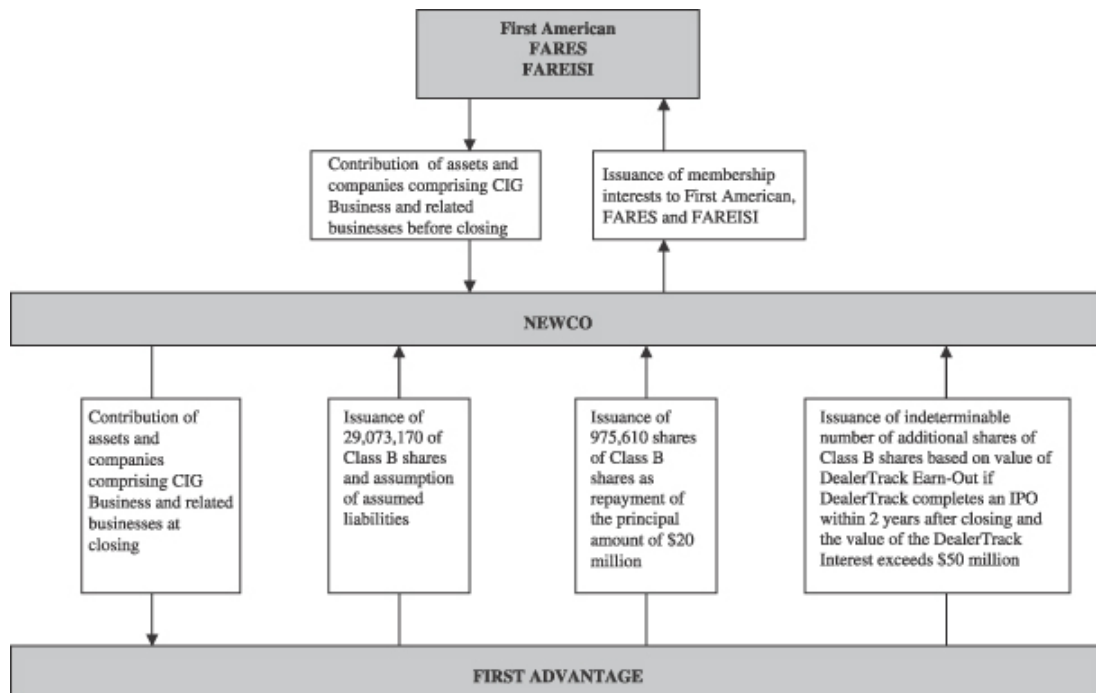 First American
FARES
FAREISI
Contribution of assets and
companies comprising CIG
Business and related
businesses before closing
Issuance of membership
interests to First American,
FARES and FAREISI
NEWCO
Contribution of
assets and
companies
comprising CIG
Business and related
businesses at
closing
Issuance of
29,073,170 of
Class B shares
and assumption
of assumed
liabilities
Issuance of
975,610 shares
of Class B
shares as
repayment of
the principal
amount of $20
million
Issuance of indeterminable
number of additional shares of
Class B shares based on value of
DealerTrack Earn-Out if
DealerTrack completes an IPO
within 2 years after closing and
the value of the DealerTrack
Interest exceeds $50 million
FIRST ADVANTAGE